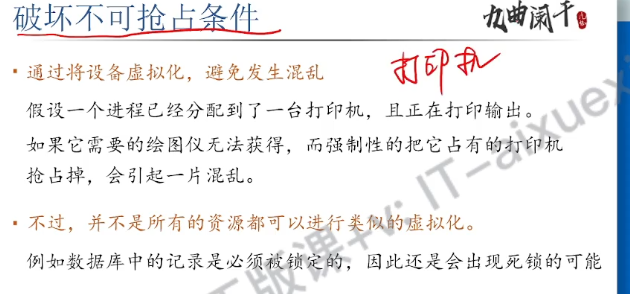 破坏不可抢占条件
九曲阑干
打印机
• 通过将设备虚拟化，避免发生混乱
假设一个进程已经分配到了一台打印机，且正在打印输出。
如果它需要的绘图仪无法获得，而强制性的把它占有的打印机
抢占掉，会引起一片混乱。
• 不过，并不是所有的资源都可以进行类似的虚拟化。
例如数据库中的记录是必须被锁定的，因此还是会出现死锁的可能
版课+v: IT-aixuexi